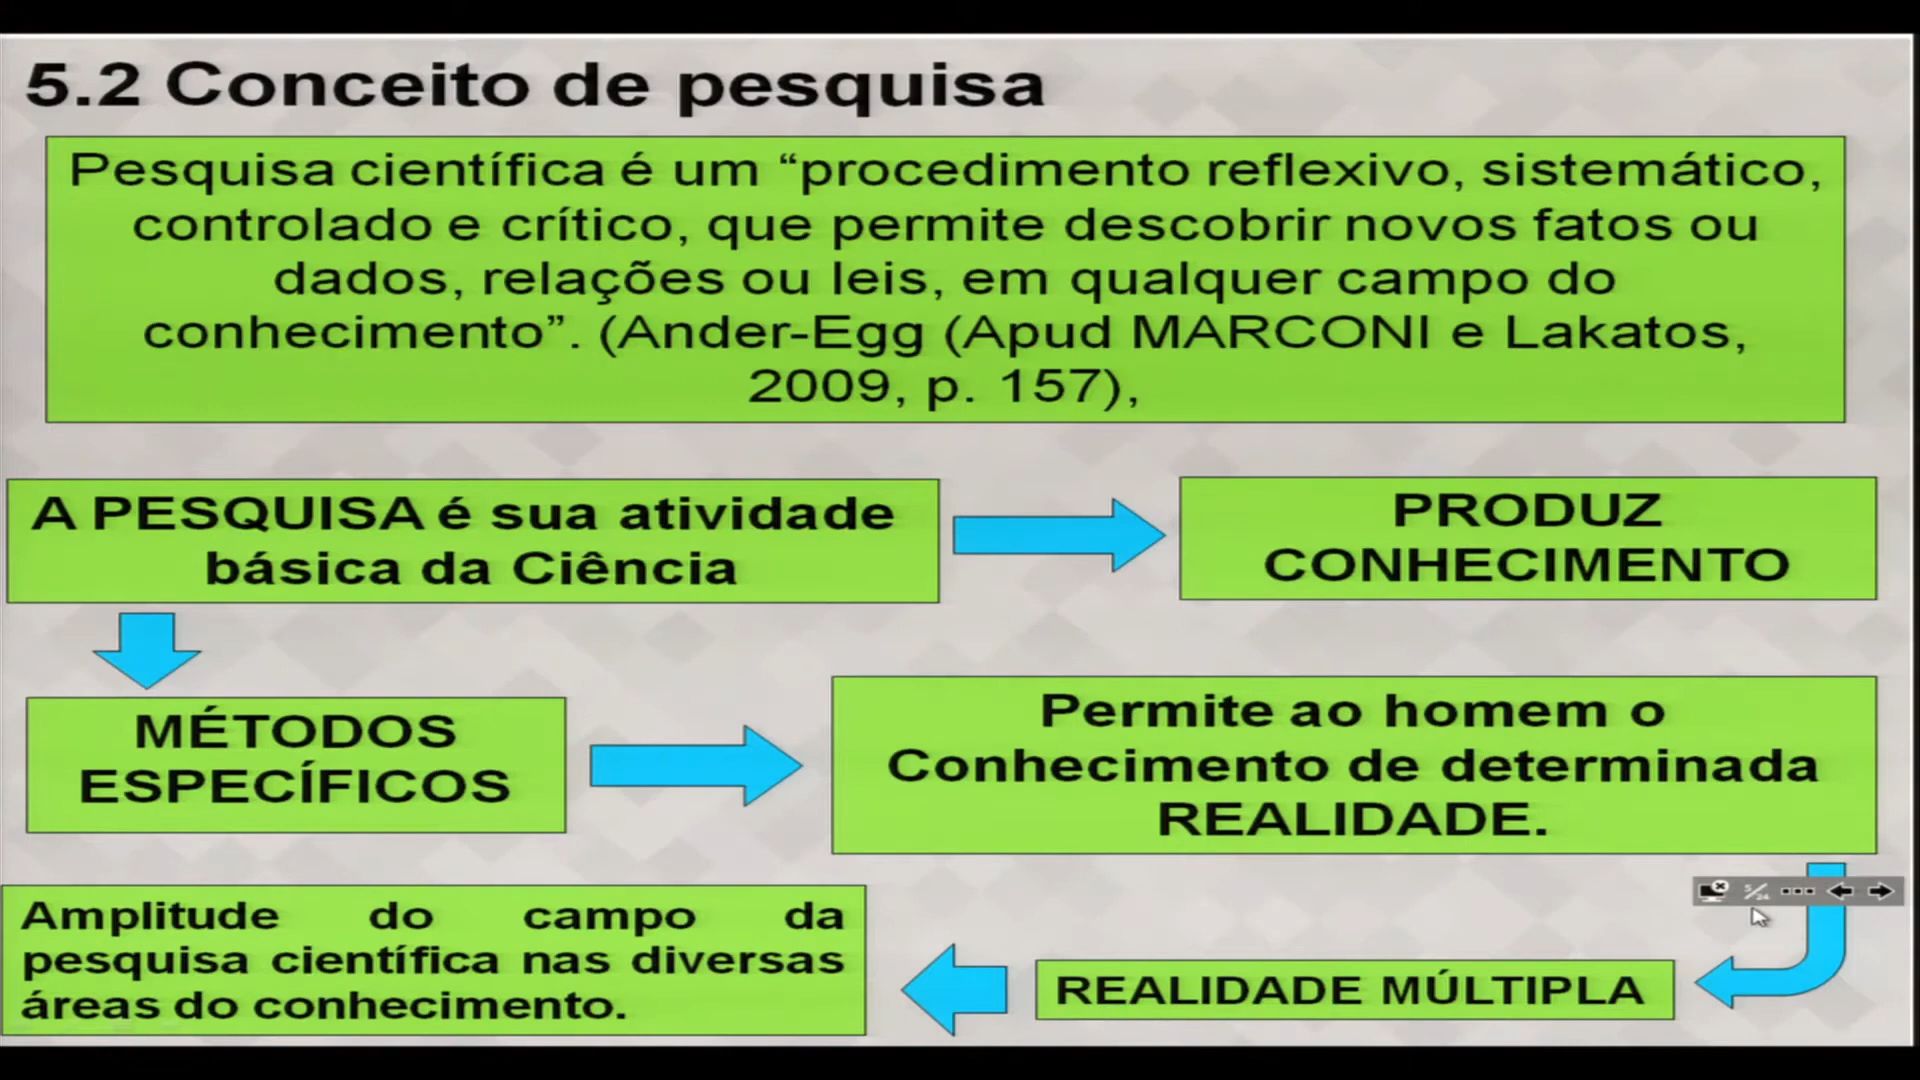 5.2 Conceito de pesquisa
Pesquisa científica é um “procedimento reflexivo, sistemático,
controlado e crítico, que permite descobrir novos fatos ou
dados, relações ou leis, em qualquer campo do
conhecimento”. (Ander-Egg (Apud MARCONI e Lakatos,
2009, p. 157),
A PESQUISA é sua atividade
básica da Ciência
PRODUZ
CONHECIMENTO
MÉTODOS
ESPECÍFICOS
Permite ao homem o
Conhecimento de determinada
REALIDADE.
5/24
Amplitude do campo da
pesquisa científica nas diversas
áreas do conhecimento.
REALIDADE MÚLTIPLA